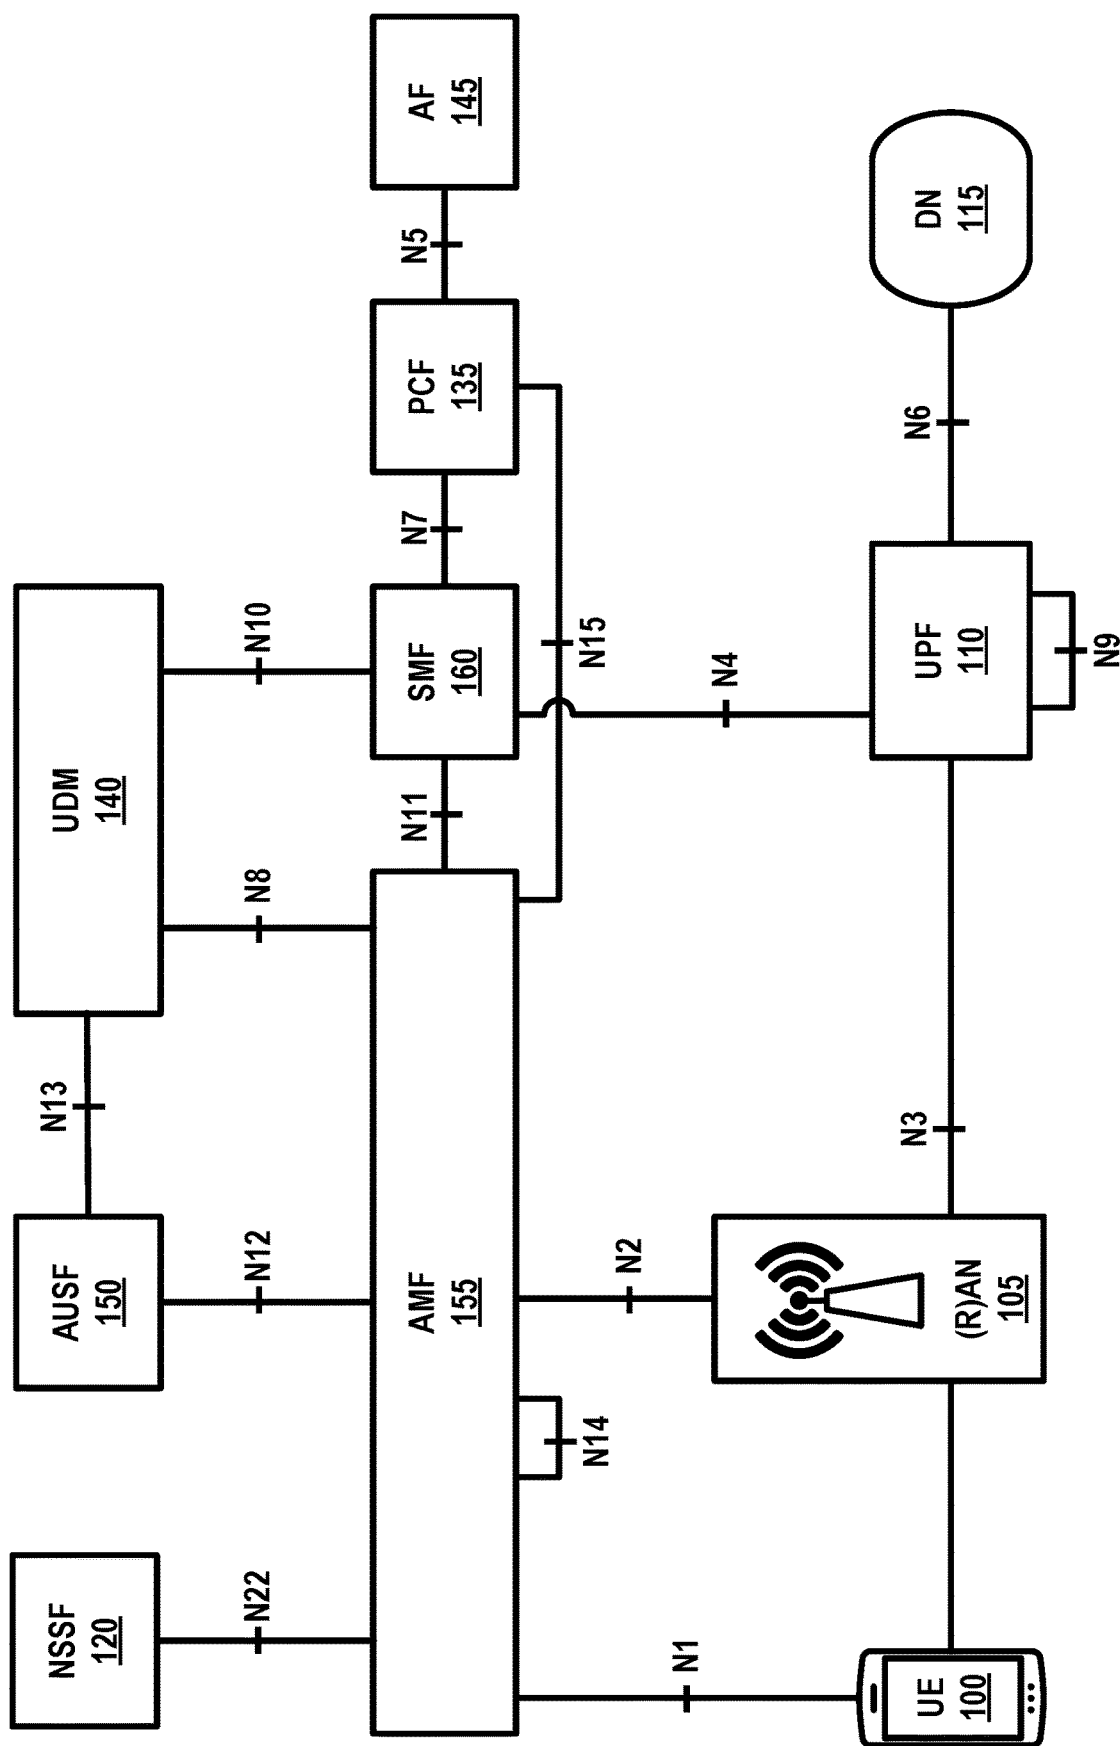 NSSF
120
AUSF
150
UDM
140
N13
N22
N12
N8
N10
AMF
155
N11
SMF
160
N7
PCF
135
N5
AF
145
N14
N15
N1
N2
N4
UE
100
(R)AN
105
N3
UPF
110
N6
DN
115
N9